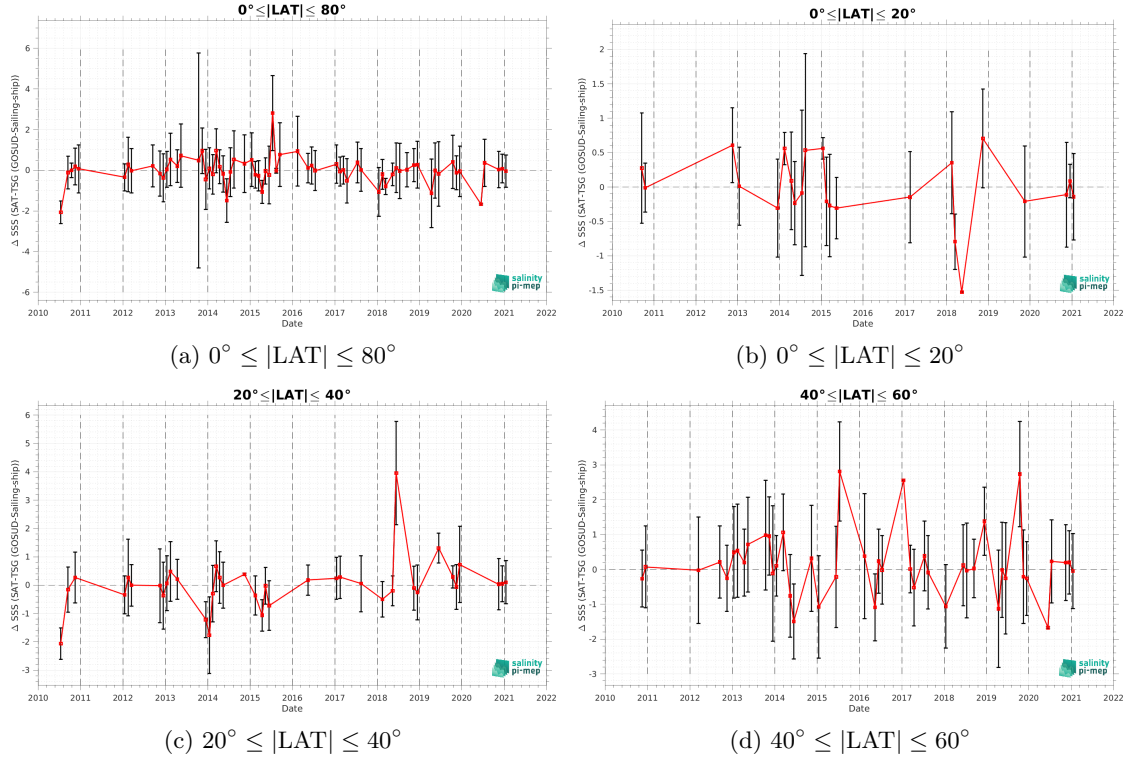 0°≤|LAT|≤ 80°
Δ SSS (SAT-TSG (GOSUD-Sailing-ship))
6
4
2
0
-2
-4
-6
2010 2011 2012 2013 2014 2015 2016 2017 2018 2019 2020 2021 2022
Date
salinity
pi-mep
(a) 0° ≤ |LAT| ≤ 80°
0°≤|LAT|≤ 20°
Δ SSS (SAT-TSG (GOSUD-Sailing-ship))
2
1.5
1
0.5
0
-0.5
-1
-1.5
2010 2011 2012 2013 2014 2015 2016 2017 2018 2019 2020 2021 2022
Date
salinity
pi-mep
(b) 0° ≤ |LAT| ≤ 20°
20°≤|LAT|≤ 40°
Δ SSS (SAT-TSG (GOSUD-Sailing-ship))
6
5
4
3
2
1
0
-1
-2
-3
2010 2011 2012 2013 2014 2015 2016 2017 2018 2019 2020 2021 2022
Date
salinity
pi-mep
(c) 20° ≤ |LAT| ≤ 40°
40°≤|LAT|≤ 60°
Δ SSS (SAT-TSG (GOSUD-Sailing-ship))
4
3
2
1
0
-1
-2
-3
2010 2011 2012 2013 2014 2015 2016 2017 2018 2019 2020 2021 2022
Date
salinity
pi-mep
(d) 40° ≤ |LAT| ≤ 60°